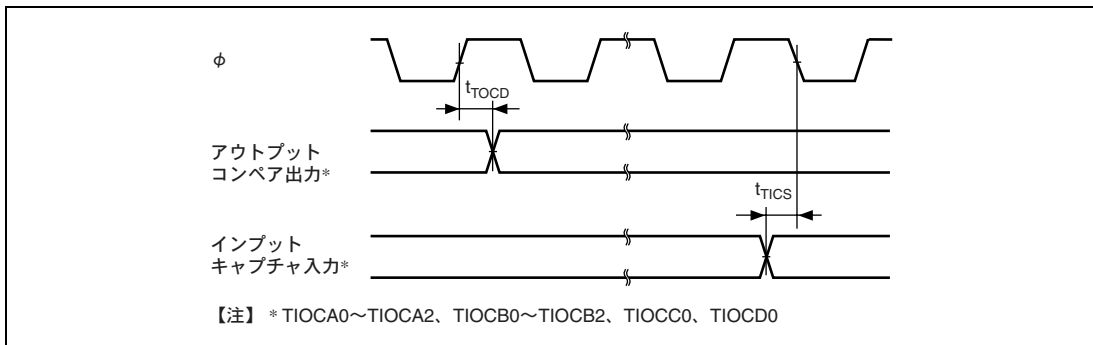 φ
tTOCD
アウトプット
コンペア出力*
tTICS
インプット
キャプチャ入力*
【注】 * TIOCA0～TIOCA2、TIOCB0～TIOCB2、TIOCC0、TIOCD0